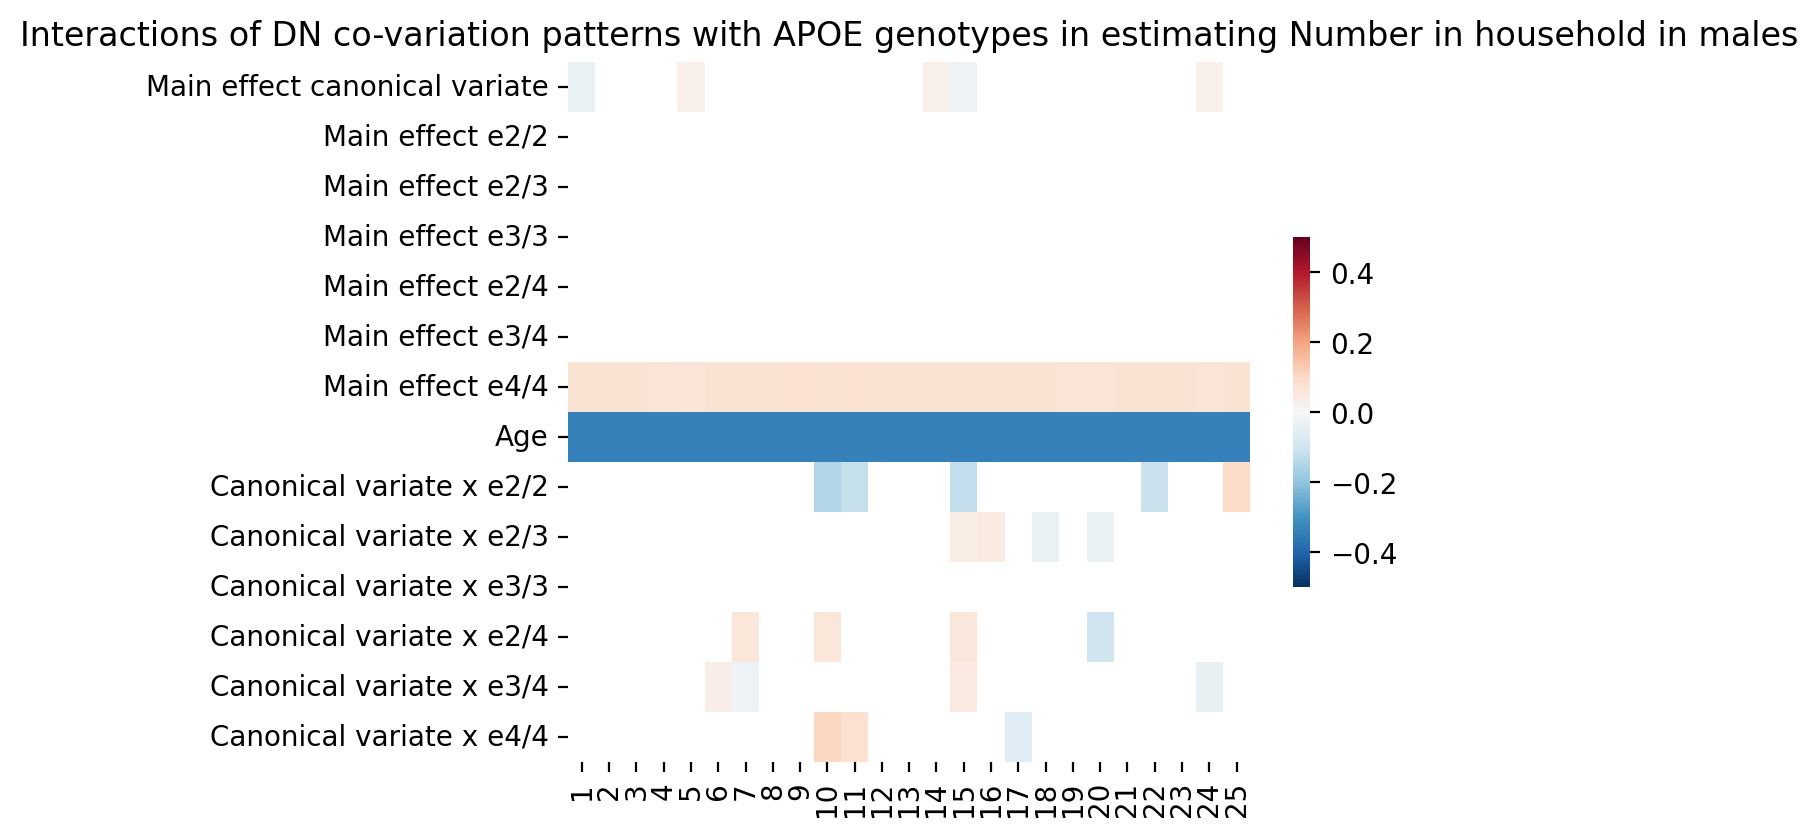 Interactions of DN co-variation patterns with APOE genotypes in estimating Number in household in males
Main effect canonical variate
Main effect e2/2
Main effect e2/3
Main effect e3/3
Main effect e2/4
Main effect e3/4
Main effect e4/4
Age
Canonical variate x e2/2
Canonical variate x e2/3
Canonical variate x e3/3
Canonical variate x e2/4
Canonical variate x e3/4
Canonical variate x e4/4
1 2 3 4 5 6 7 8 9 10 11 12 13 14 15 16 17 18 19 20 21 22 23 24 25
0.4
0.2
0.0
−0.2
−0.4